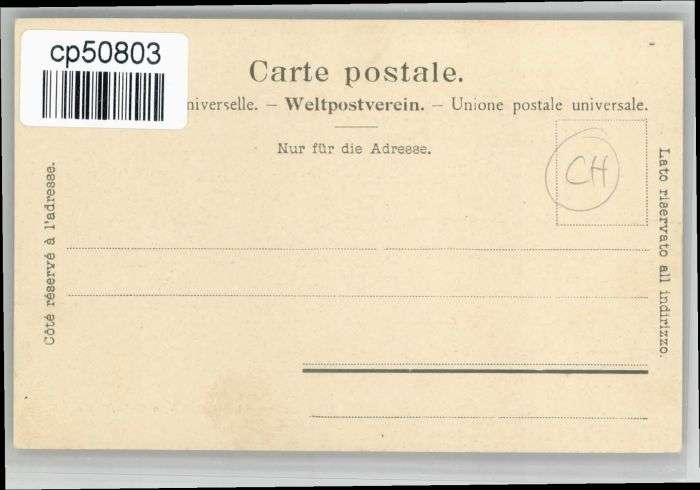 cp50803
Carte postale.
niverselle. — Weltpostverein. — Unione postale universale.
Nur für die Adresse.
CH
Côté réservé à l'adresse.
Lato riservato all indirizzo.